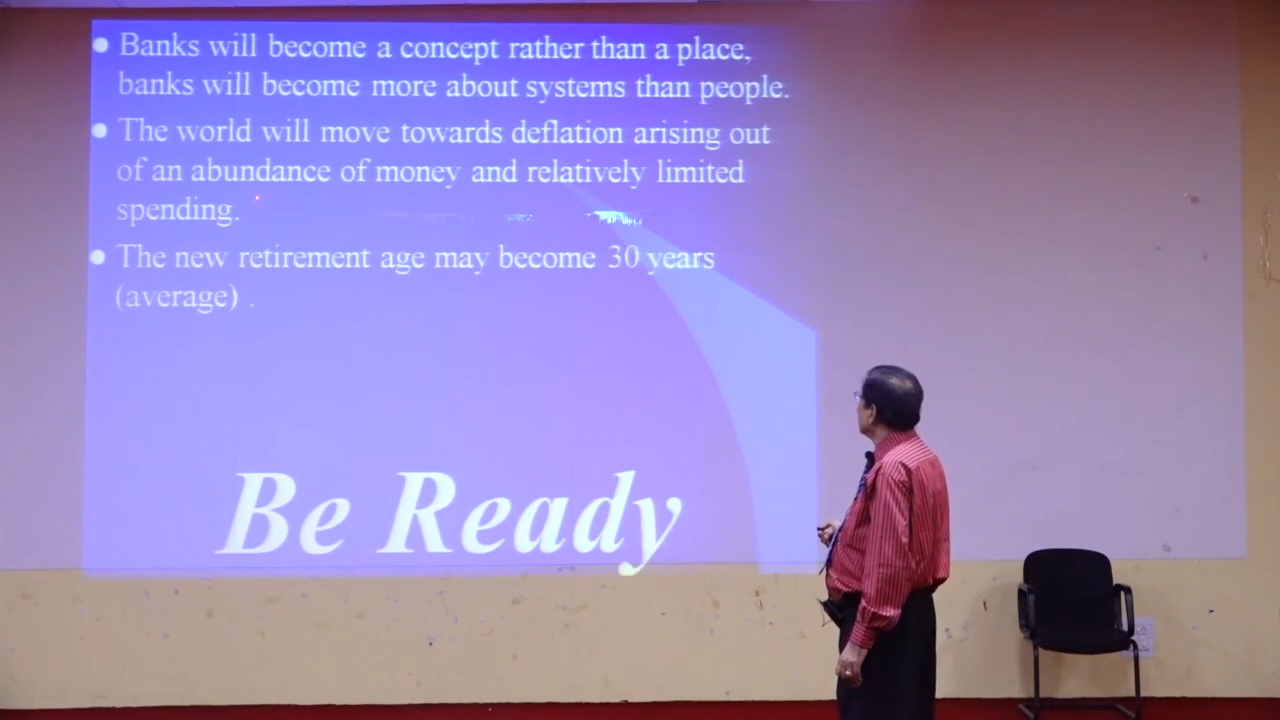 Banks will become a concept rather than a place,
banks will become more about systems than people.
The world will move towards deflation arising out
of an abundance of money and relatively limited
spending.
The new retirement age may become 30 years
(average) .
Be Ready